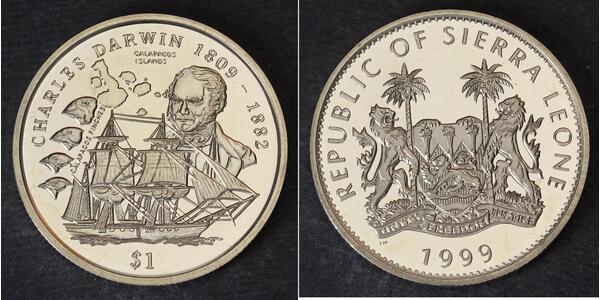 CHARLES DARWIN 1809 - 1882
GALAPAGOS
ISLANDS
GALAPAGOS FINCHES
$1
REPUBLIC OF SIERRA LEONE
UNITY FREEDOM JUSTICE
1999